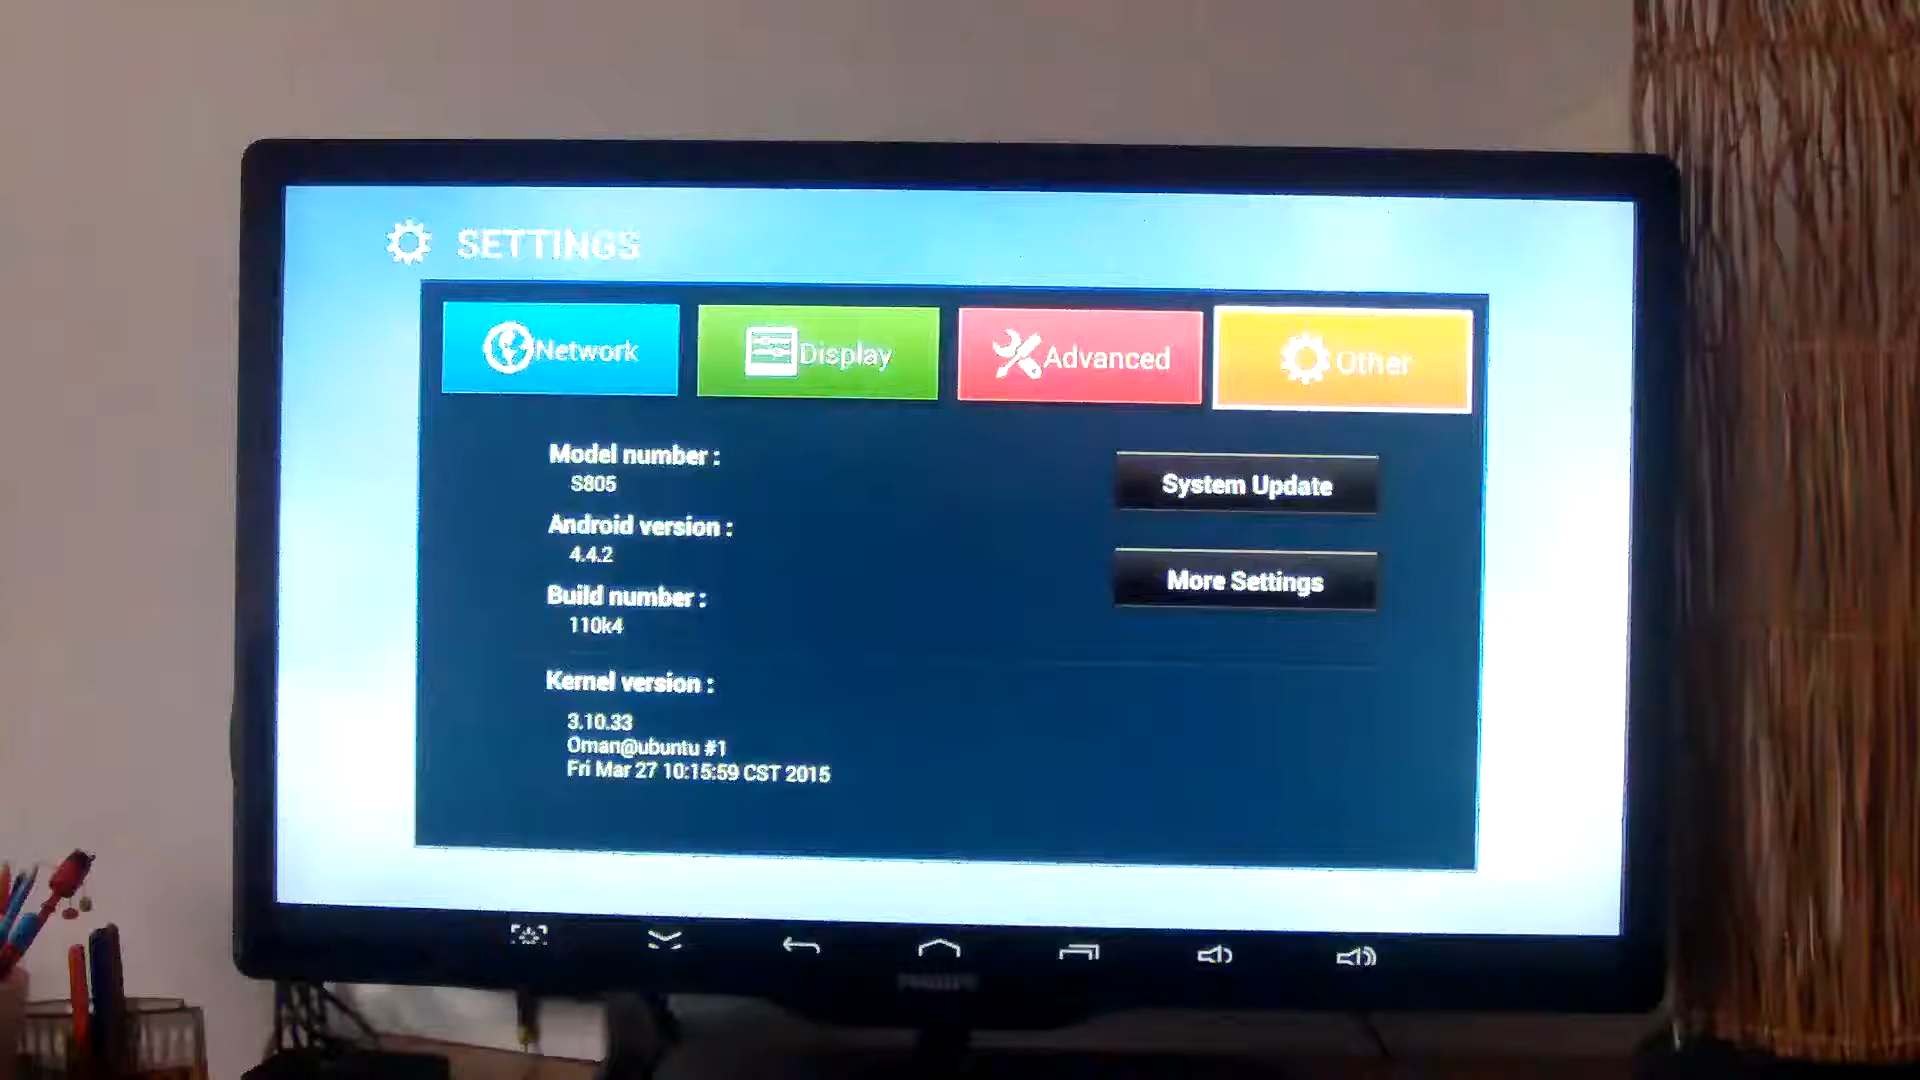 SETTINGS
Network
Display
Advanced
Other
Model number :
S805
System Update
Android version :
4.4.2
More Settings
Build number :
110k4
Kernel version :
3.10.33
Oman@ubuntu #1
Fri Mar 27 10:15:59 CST 2015
PHILIPS